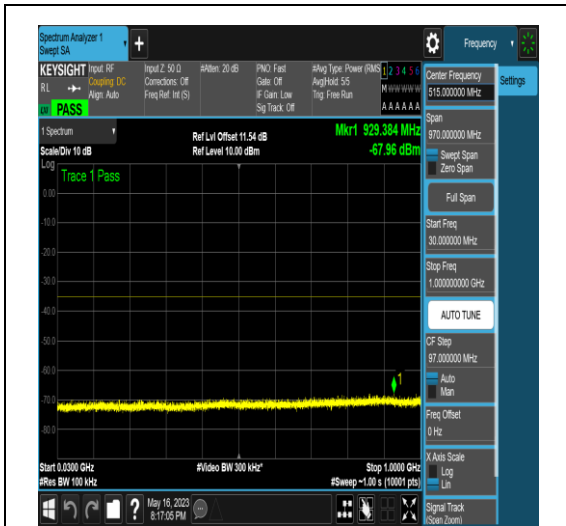 Spectrum Analyzer 1
Swept SA
+
Frequency
KEYSIGHT
RL
PASS
Input: RF
Coupling: DC
Align: Auto
Input Z: 50 Ω
Corrections: Off
Freq Ref: Int (S)
#Atten: 20 dB
PNO: Fast
Gate: Off
IF Gain: Low
Sig Track: Off
#Avg Type: Power (RMS
Avg|Hold: 5/5
Trig: Free Run
1 2 3 4 5 6
M W W W W W
A A A A A A
Center Frequency
515.000000 MHz
Settings
Span
970.000000 MHz
Swept Span
Zero Span
Full Span
Start Freq
30.000000 MHz
Stop Freq
1.000000000 GHz
AUTO TUNE
CF Step
97.000000 MHz
Auto
Man
Freq Offset
0 Hz
X Axis Scale
Log
Lin
Signal Track
(Span Zoom)
1 Spectrum
Scale/Div 10 dB
Ref Lvl Offset 11.54 dB
Ref Level 10.00 dBm
Mkr1 929.384 MHz
-67.96 dBm
Log
Trace 1 Pass
0.00
-10.0
-20.0
-30.0
-40.0
-50.0
-60.0
-70.0
-80.0
1
Start 0.0300 GHz
#Res BW 100 kHz
#Video BW 300 kHz*
Stop 1.0000 GHz
#Sweep ~1.00 s (10001 pts)
?
May 16, 2023
8:17:05 PM